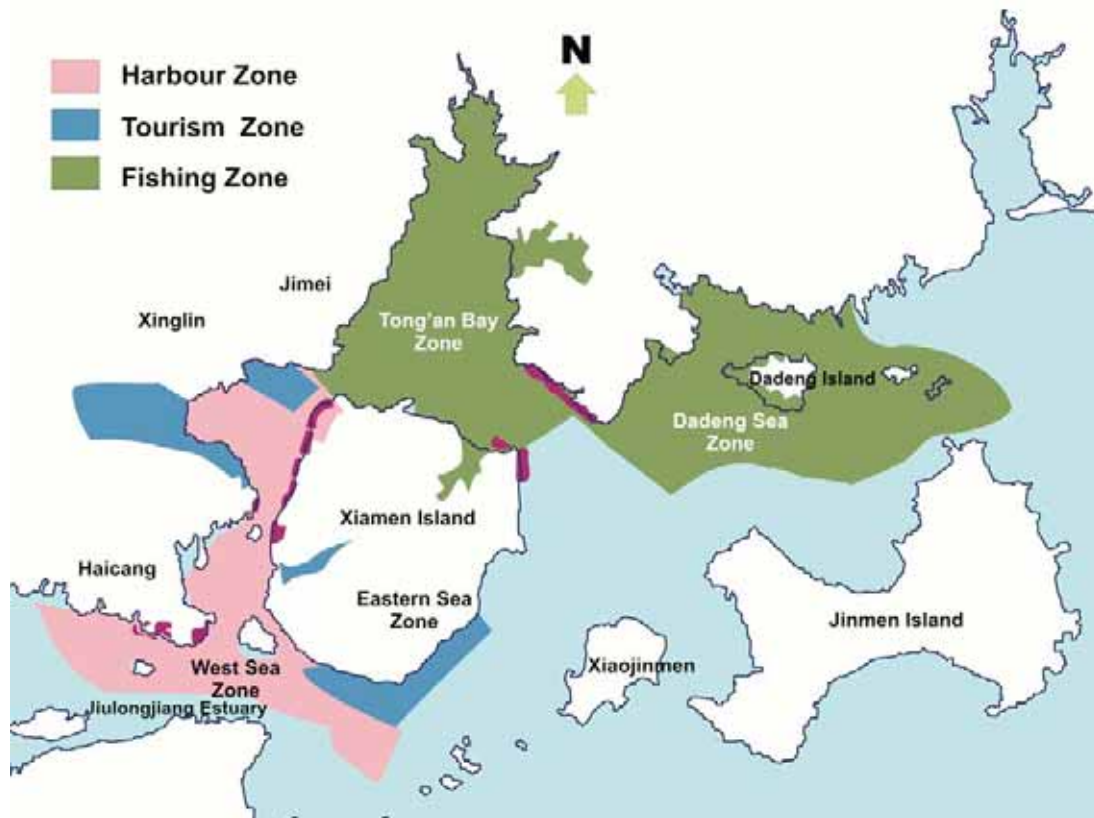 N
Harbour Zone
Tourism Zone
Fishing Zone
Jimei
Xinglin
Tong'an Bay
Zone
Dadeng Island
Dadeng Sea
Zone
Xiamen Island
Haicang
Eastern Sea
Zone
Jinmen Island
Xiaojinmen
West Sea
Zone
Jiulongjiang Estuary